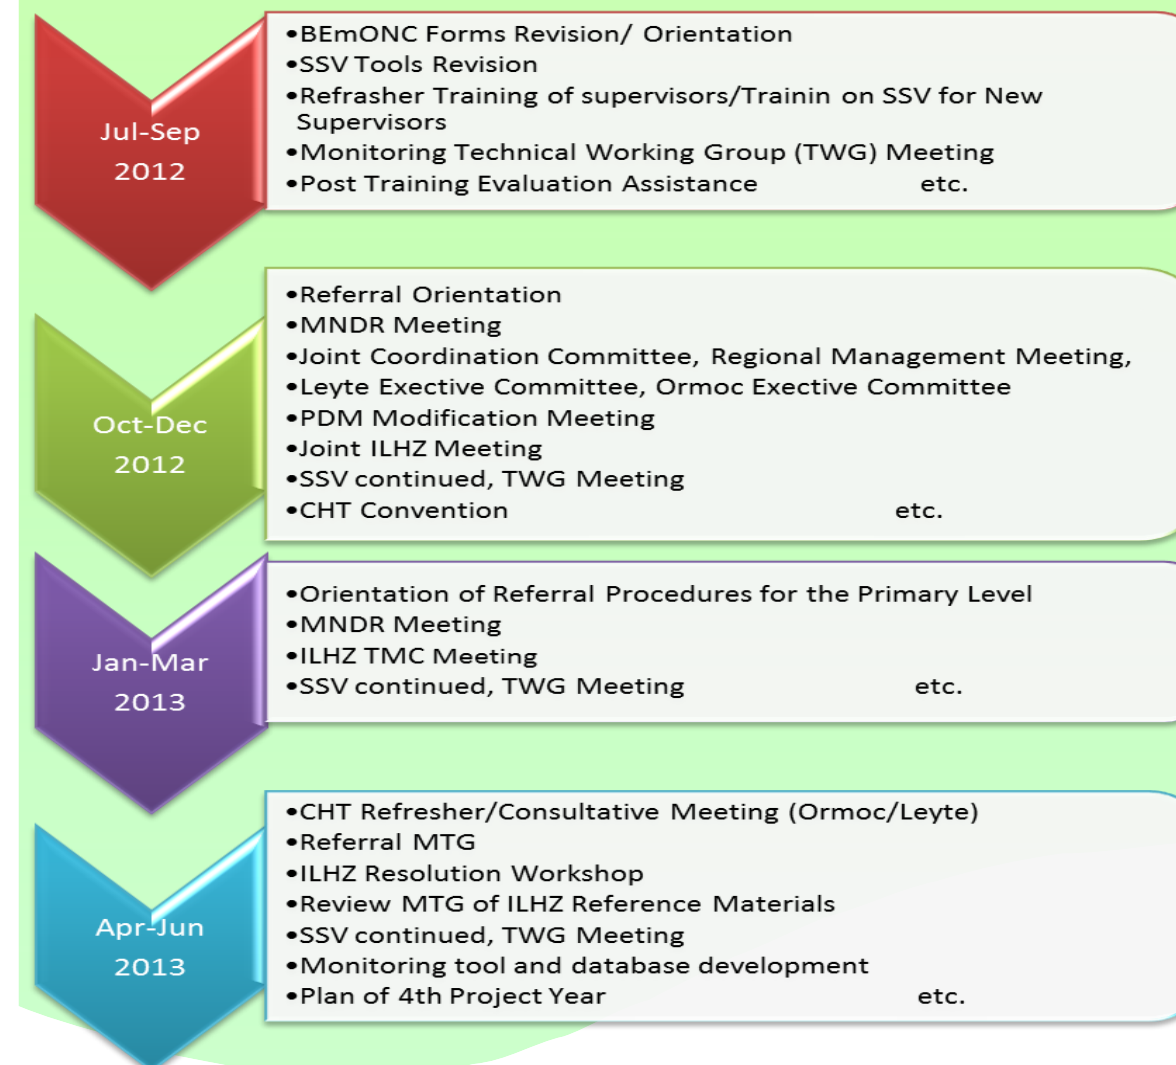 Jul-Sep
2012
•BEmONC Forms Revision/ Orientation
•SSV Tools Revision
•Refrasher Training of supervisors/Trainin on SSV for New
Supervisors
•Monitoring Technical Working Group (TWG) Meeting
•Post Training Evaluation Assistance etc.
Oct-Dec
2012
•Referral Orientation
•MNDR Meeting
•Joint Coordination Committee, Regional Management Meeting,
•Leyte Exective Committee, Ormoc Exective Committee
•PDM Modification Meeting
•Joint ILHZ Meeting
•SSV continued, TWG Meeting
•CHT Convention etc.
Jan-Mar
2013
•Orientation of Referral Procedures for the Primary Level
•MNDR Meeting
•ILHZ TMC Meeting
•SSV continued, TWG Meeting etc.
Apr-Jun
2013
•CHT Refresher/Consultative Meeting (Ormoc/Leyte)
•Referral MTG
•ILHZ Resolution Workshop
•Review MTG of ILHZ Reference Materials
•SSV continued, TWG Meeting
•Monitoring tool and database development
•Plan of 4th Project Year etc.